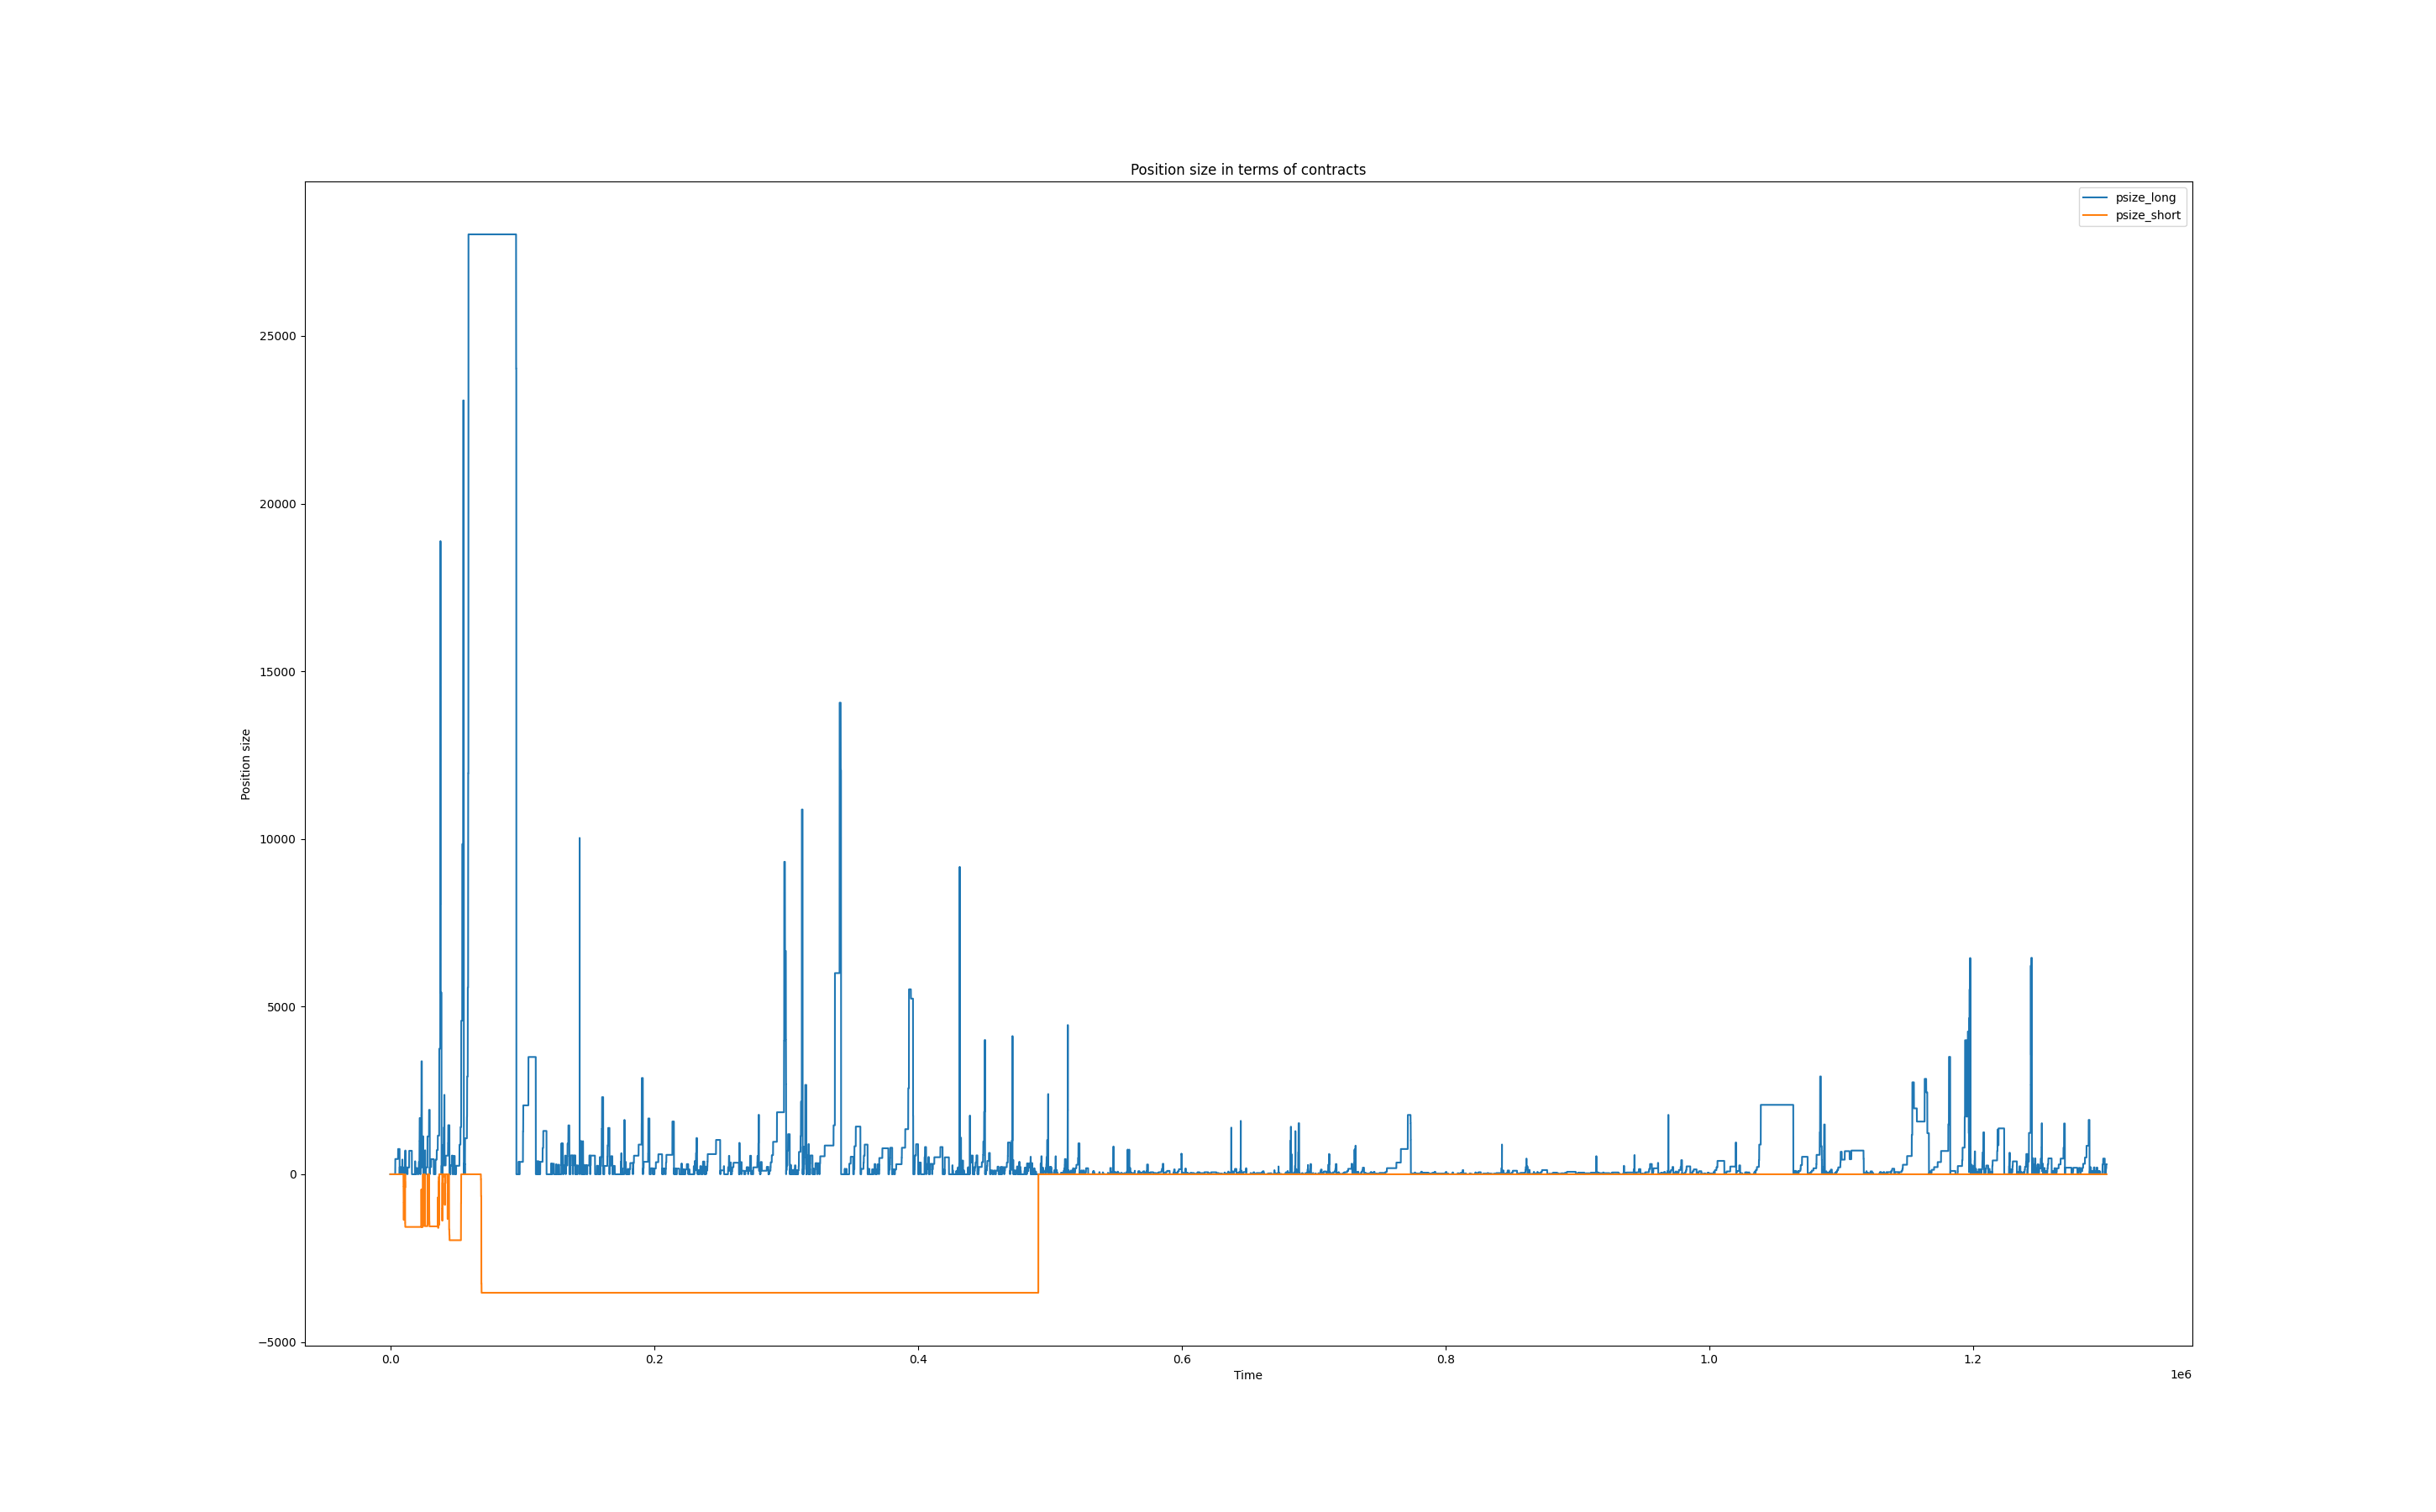 Position size in terms of contracts
psize_long
psize_short
Position size
25000
20000
15000
10000
5000
0
−5000
0.0 0.2 0.4 0.6 0.8 1.0 1.2
Time
1e6